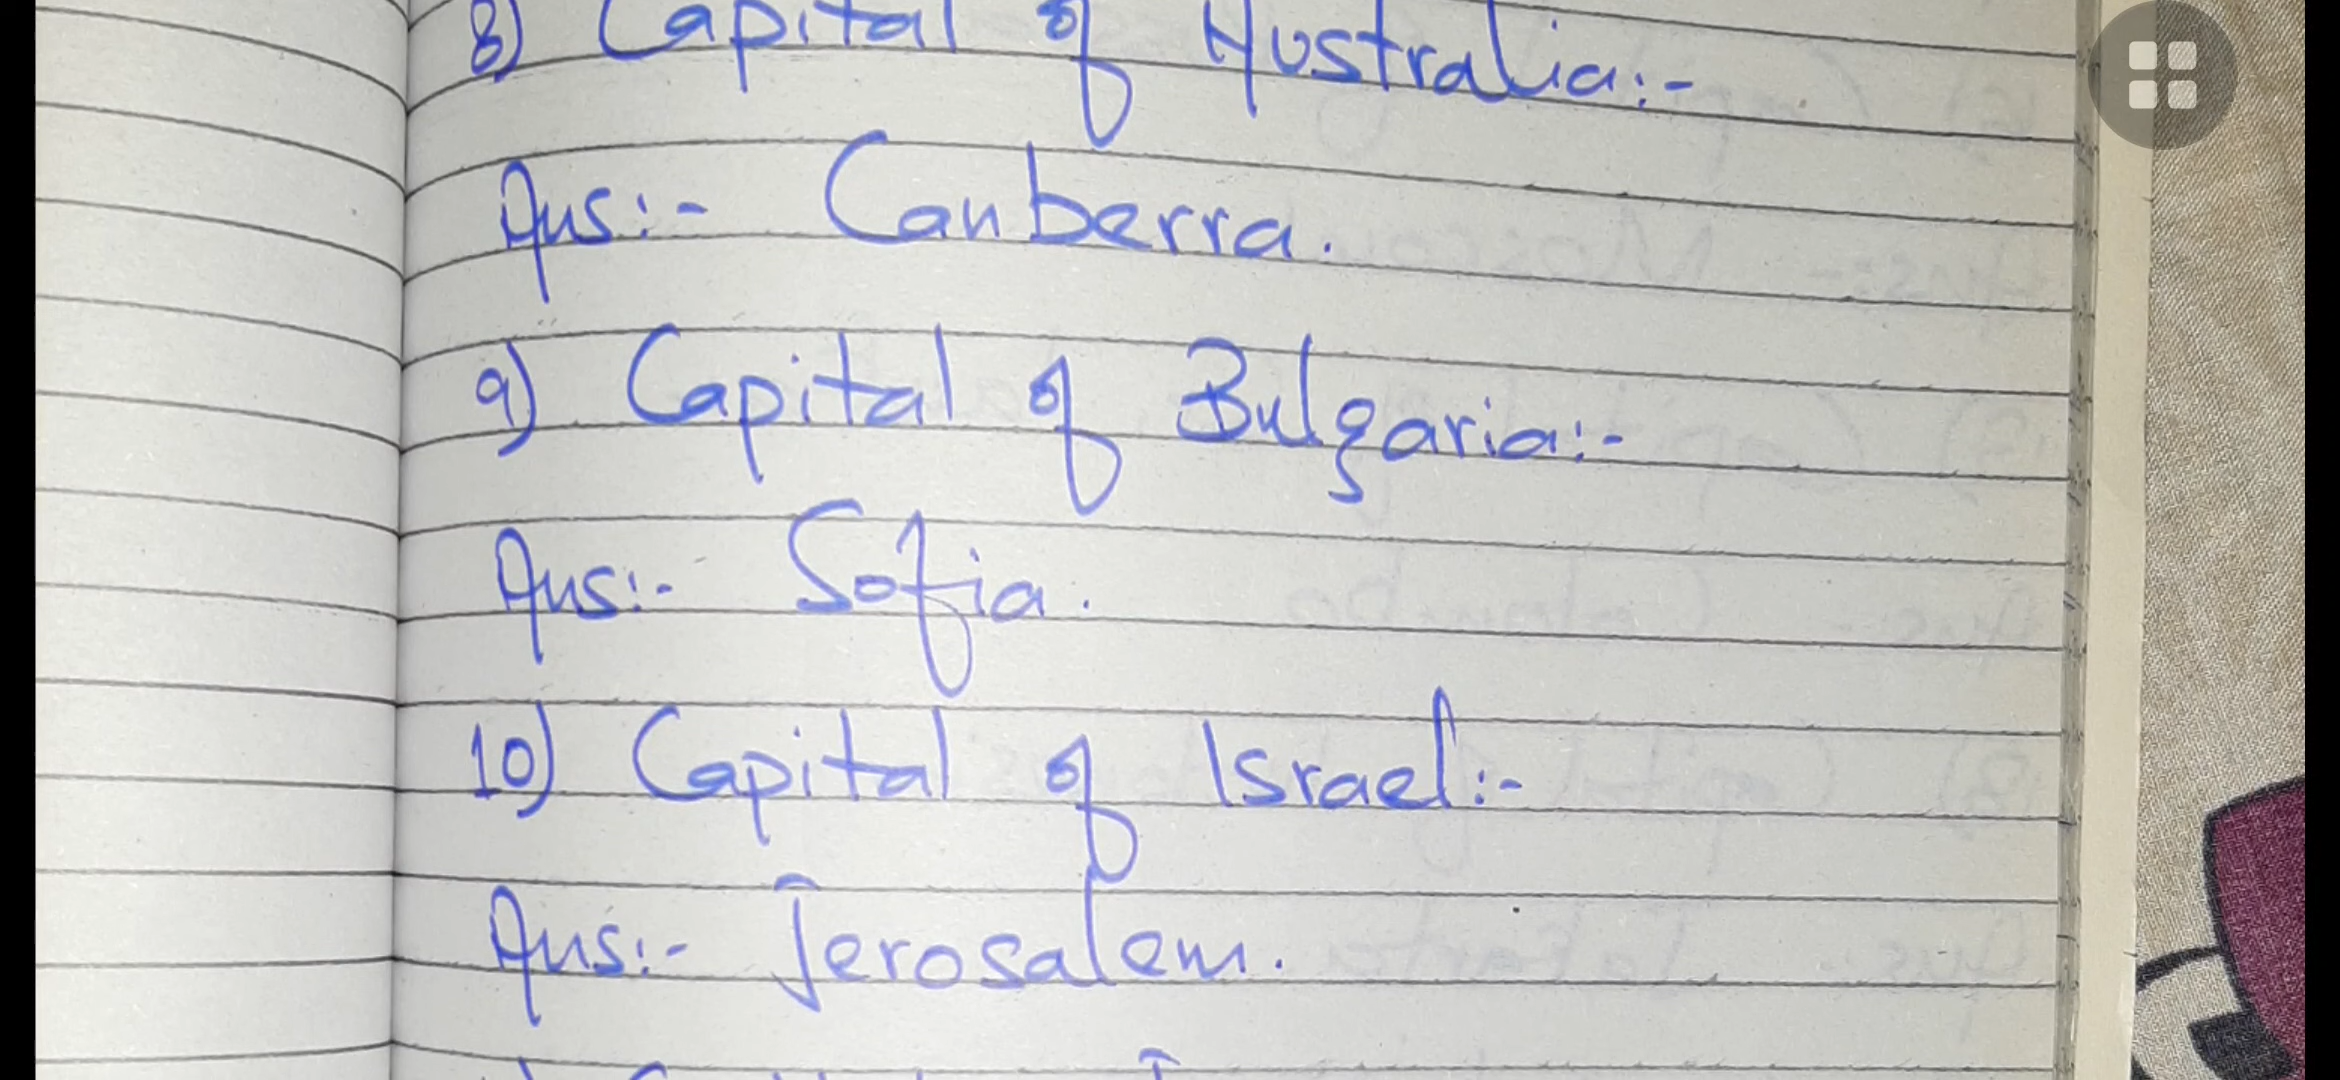 8) Capital of Australia:-
Ans:- Canberra.
9) Capital of Bulgaria:-
Ans:- Sofia.
10) Capital of Israel:-
Ans:- Jerosalem.